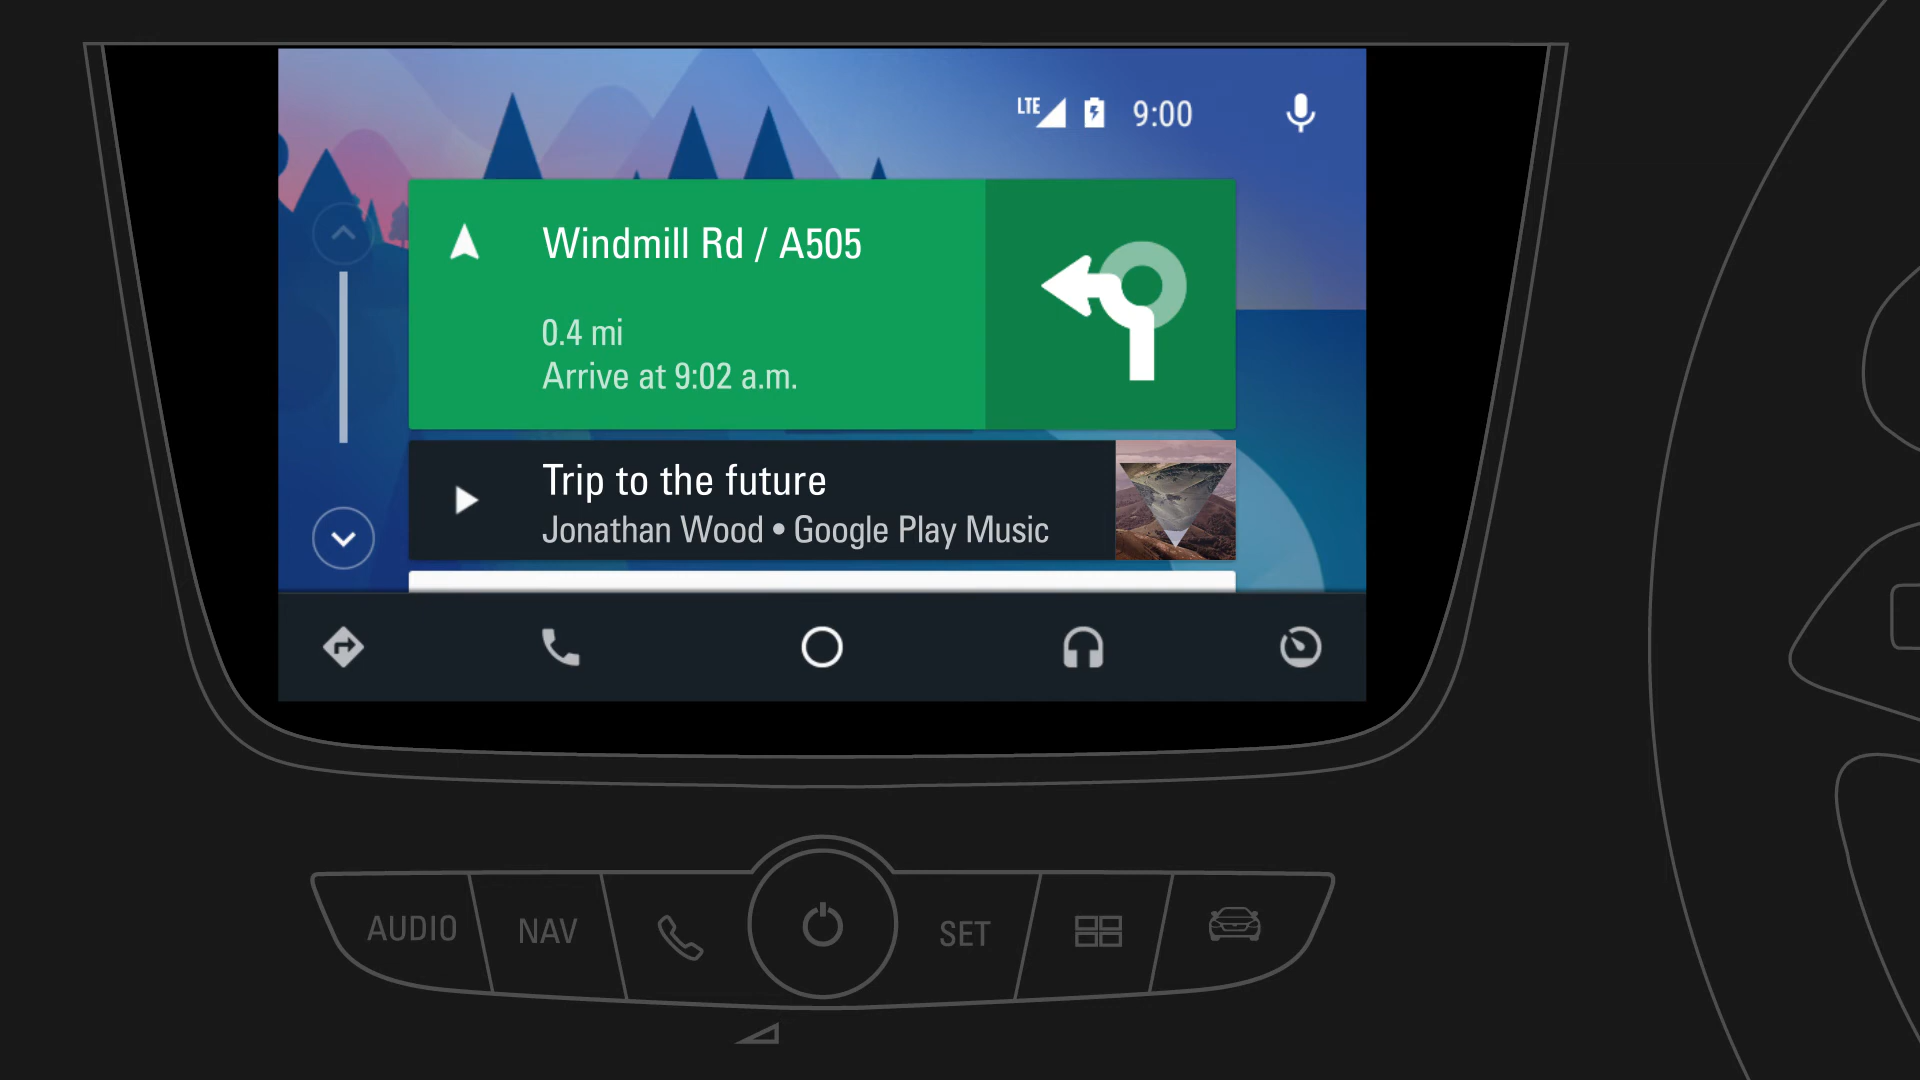 LTE
9:00
Windmill Rd / A505
0.4 mi
Arrive at 9:02 a.m.
Trip to the future
Jonathan Wood • Google Play Music
AUDIO
NAV
SET